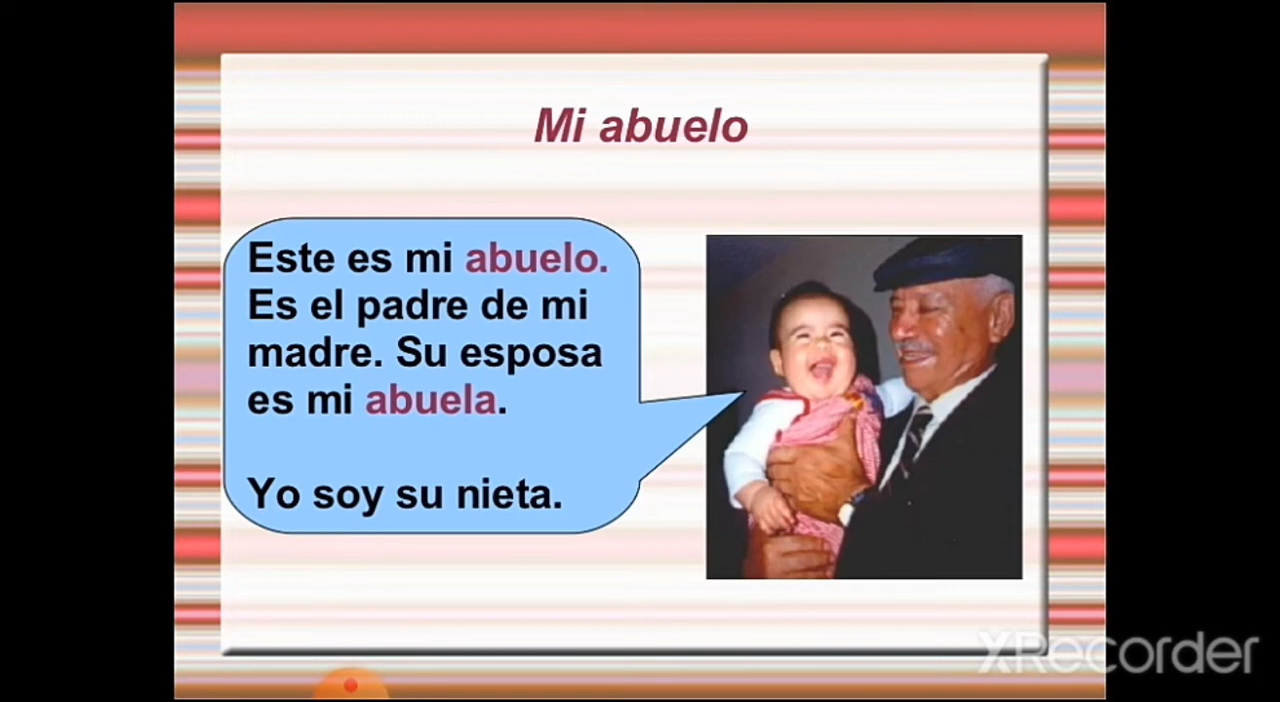 Mi abuelo
Este es mi abuelo.
Es el padre de mi
madre. Su esposa
es mi abuela.
Yo soy su nieta.
XRecorder